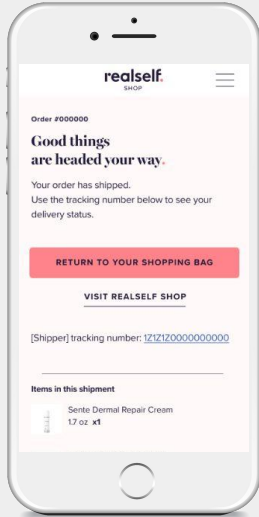 realself.
SHOP
Order #000000
Good things
are headed your way.
Your order has shipped.
Use the tracking number below to see your
delivery status.
RETURN TO YOUR SHOPPING BAG
VISIT REALSELF SHOP
[Shipper] tracking number: 1Z1Z1Z0000000000
Items in this shipment
Sente Dermal Repair Cream
1.7 oz x1